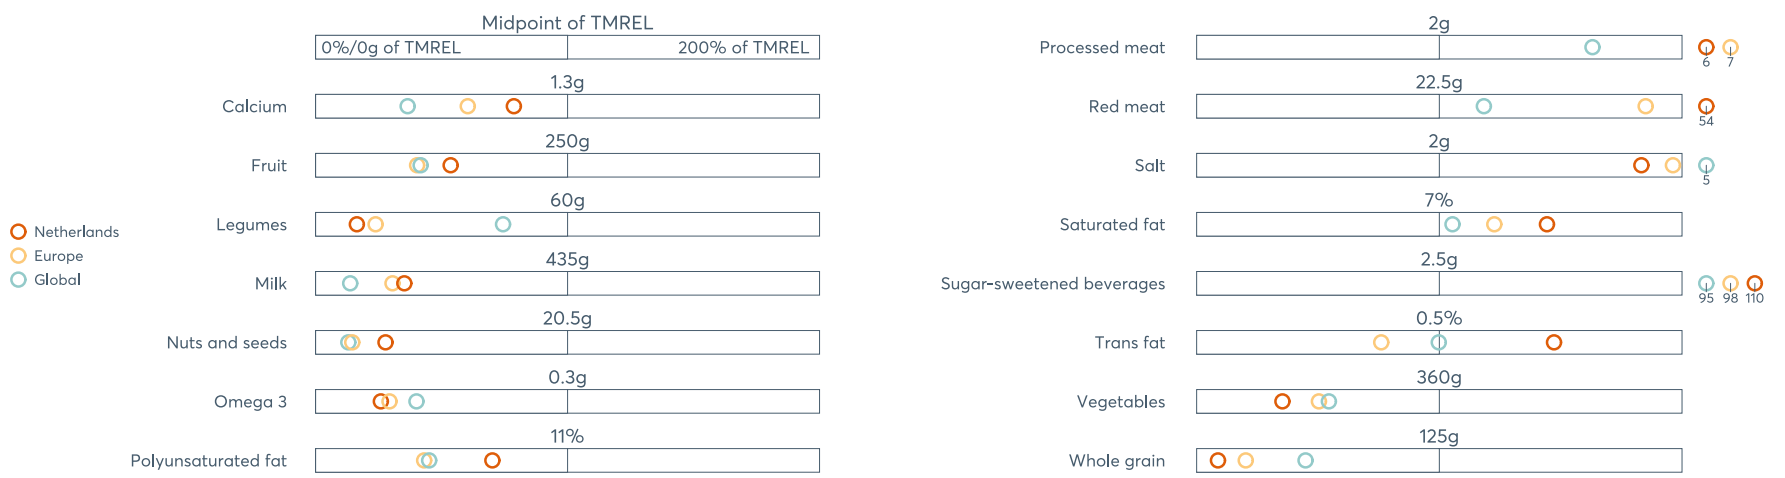 Midpoint of TMREL
0%/0g of TMREL 200% of TMREL
1.3g
Calcium
250g
Fruit
60g
Legumes
435g
Milk
20.5g
Nuts and seeds
0.3g
Omega 3
11%
Polyunsaturated fat
Netherlands
Europe
Global
2g
Processed meat
6 7
22.5g
Red meat
54
2g
Salt
5
7%
Saturated fat
2.5g
Sugar-sweetened beverages
95 98 110
0.5%
Trans fat
360g
Vegetables
125g
Whole grain